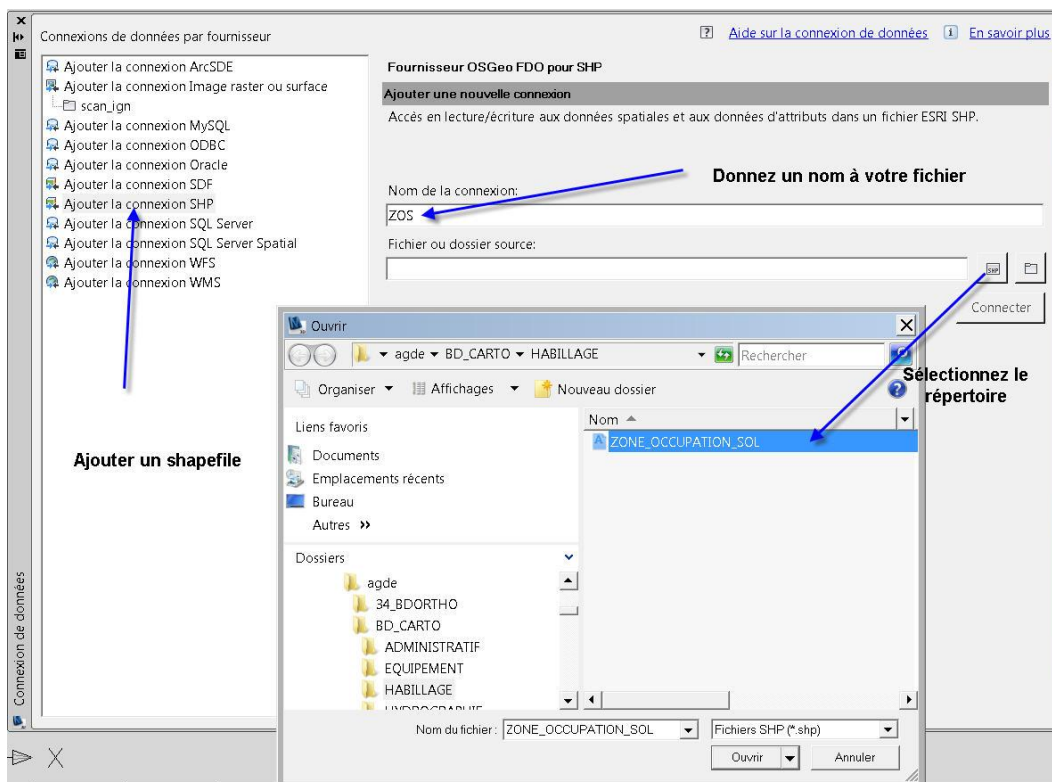 Connexions de données par fournisseur
Aide sur la connexion de données
En savoir plus
Ajouter la connexion ArcSDE
Ajouter la connexion Image raster ou surface
scan_ign
Ajouter la connexion MySQL
Ajouter la connexion ODBC
Ajouter la connexion Oracle
Ajouter la connexion SDF
Ajouter la connexion SHP
Ajouter la connexion SQL Server
Ajouter la connexion SQL Server Spatial
Ajouter la connexion WFS
Ajouter la connexion WMS
Fournisseur OSGeo FDO pour SHP
Ajouter une nouvelle connexion
Accès en lecture/écriture aux données spatiales et aux données d'attributs dans un fichier ESRI SHP.
Donnez un nom à votre fichier
Nom de la connexion:
ZOS
Fichier ou dossier source:
SHP
Connecter
Sélectionnez le
répertoire
Ajouter un shapefile
Ouvrir
agde BD_CARTO HABILLAGE
Rechercher
Organiser
Affichages
Nouveau dossier
Liens favoris
Documents
Emplacements récents
Bureau
Autres »
Dossiers
agde
34_BDORTHO
BD_CARTO
ADMINISTRATIF
EQUIPEMENT
HABILLAGE
HYDROGRAPHIE
Nom
ZONE_OCCUPATION_SOL
Nom du fichier : ZONE_OCCUPATION_SOL
Fichiers SHP (*.shp)
Ouvrir
Annuler
Connexion de données